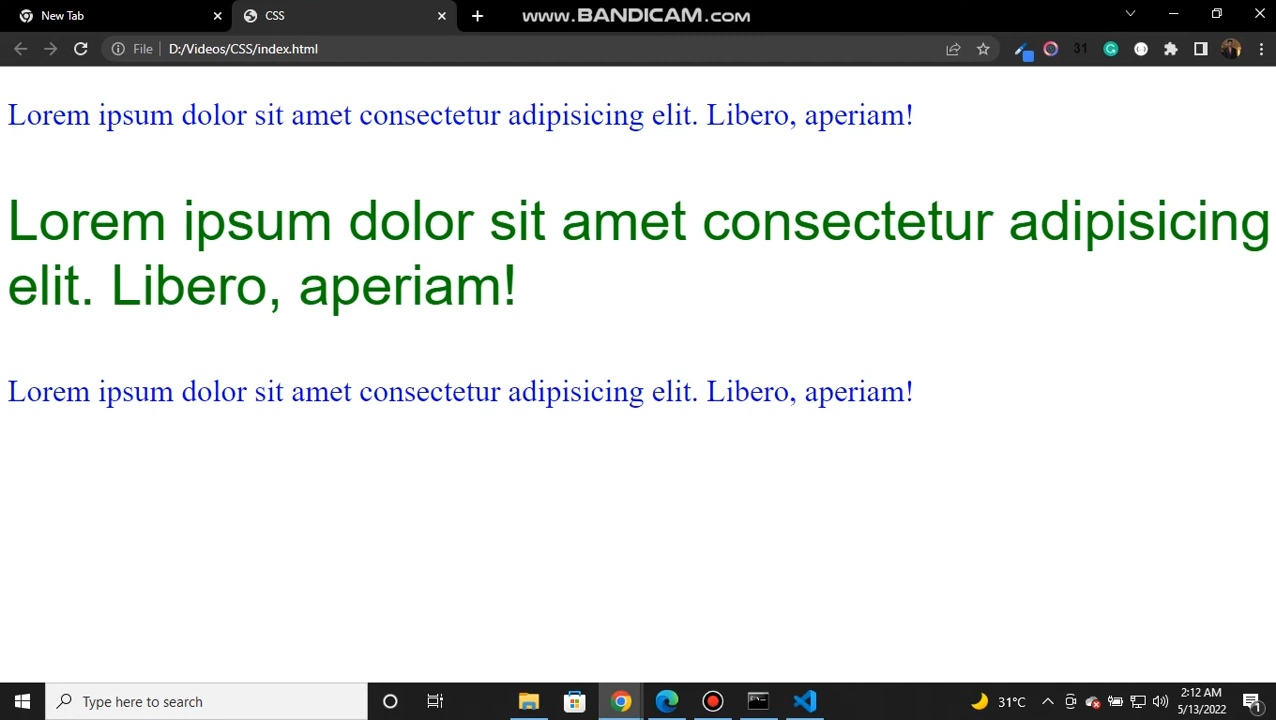 New Tab
CSS
www.BANDICAM.com
File
D:/Videos/CSS/index.html
31
Lorem ipsum dolor sit amet consectetur adipisicing elit. Libero, aperiam!
Lorem ipsum dolor sit amet consectetur adipisicing
elit. Libero, aperiam!
Lorem ipsum dolor sit amet consectetur adipisicing elit. Libero, aperiam!
Type here to search
31°C
2:12 AM
5/13/2022
1